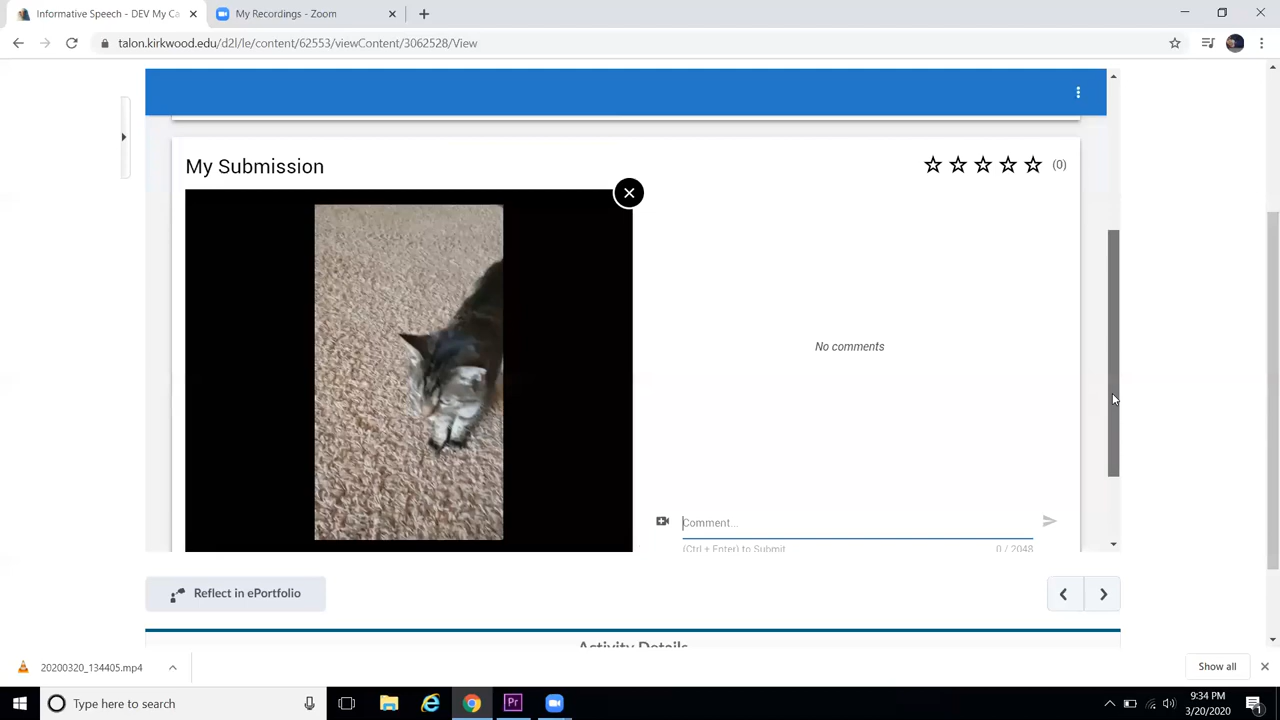 Informative Speech - DEV My Ca
My Recordings - Zoom
talon.kirkwood.edu/d2l/le/content/62553/viewContent/3062528/View
My Submission
(0)
No comments
Comment...
(Ctrl + Enter) to Submit
0 / 2048
Reflect in ePortfolio
Activity Details
20200320_134405.mp4
Show all
Type here to search
Pr
9:34 PM
3/20/2020
1